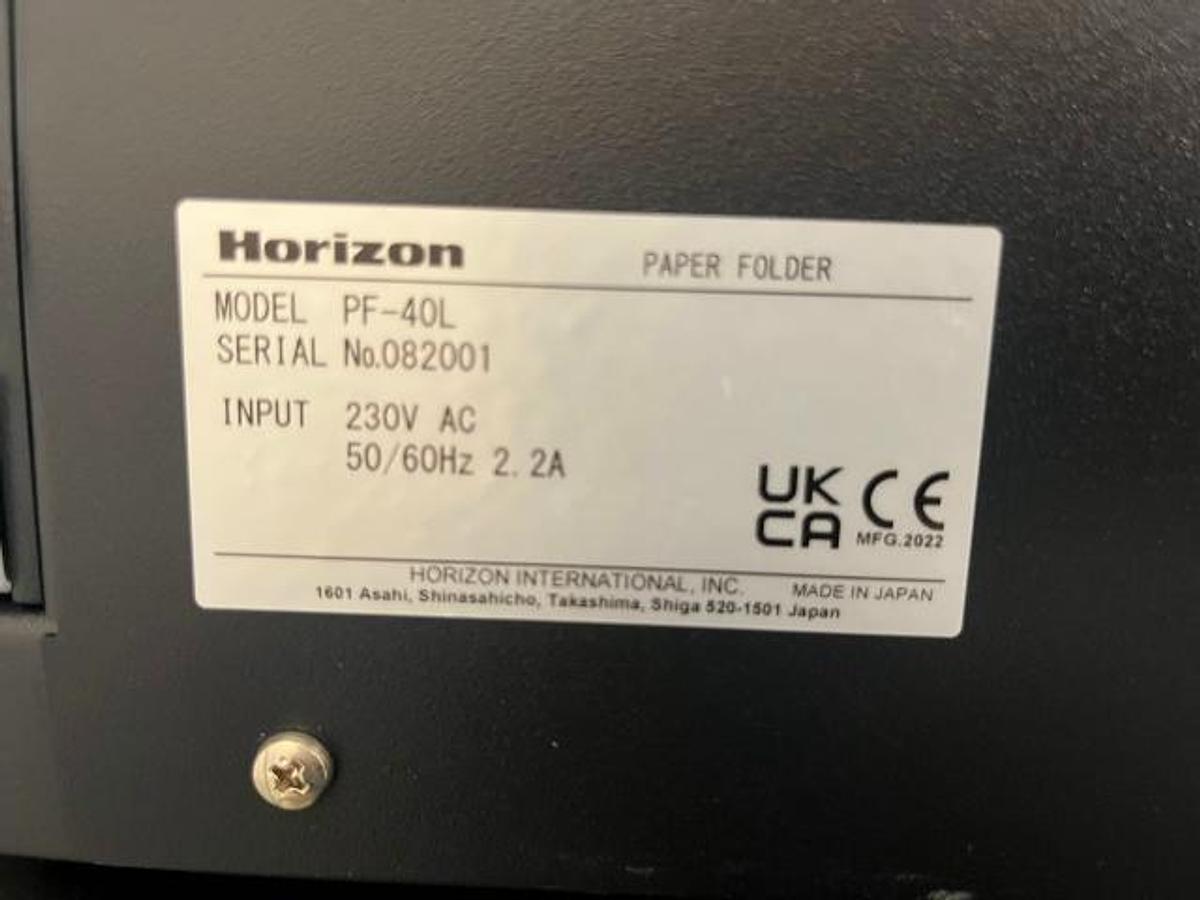 Horizon PAPER FOLDER
MODEL PF-40L
SERIAL No.082001
INPUT 230V AC
50/60Hz 2.2A
UK CA CE
MFG.2022
HORIZON INTERNATIONAL, INC. MADE IN JAPAN
1601 Asahi, Shinasahicho, Takashima, Shiga 520-1501 Japan